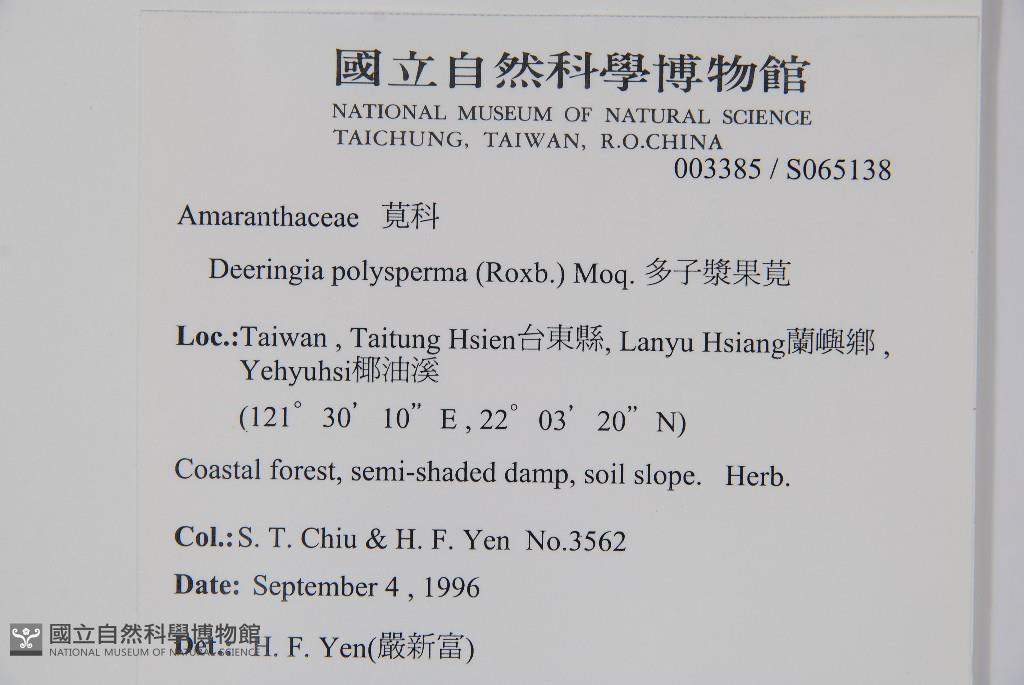 國立自然科學博物館
NATIONAL MUSEUM OF NATURAL SCIENCE
TAICHUNG, TAIWAN, R.O.CHINA
003385 / S065138
Amaranthaceae 莧科
Deeringia polysperma (Roxb.) Moq. 多子漿果莧
Loc.:Taiwan , Taitung Hsien台東縣, Lanyu Hsiang蘭嶼鄉 ,
Yehyuhsi椰油溪
(121° 30’ 10” E , 22° 03’ 20” N)
Coastal forest, semi-shaded damp, soil slope. Herb.
Col.:S. T. Chiu & H. F. Yen No.3562
Date: September 4 , 1996
Det.: H. F. Yen(嚴新富)
國立自然科學博物館
NATIONAL MUSEUM OF NATURAL SCIENCE